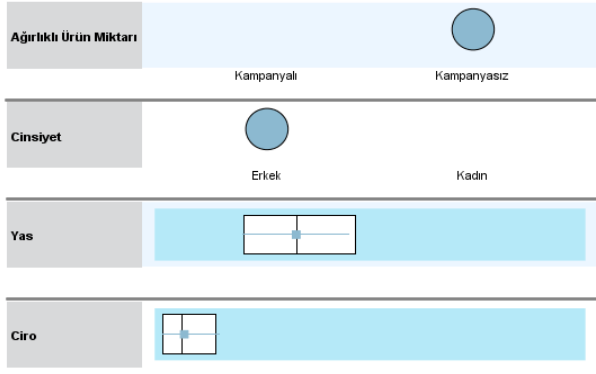 Ağırlıklı Ürün Miktarı
Kampanyalı Kampanyasız
Cinsiyet
Erkek Kadın
Yas
Ciro